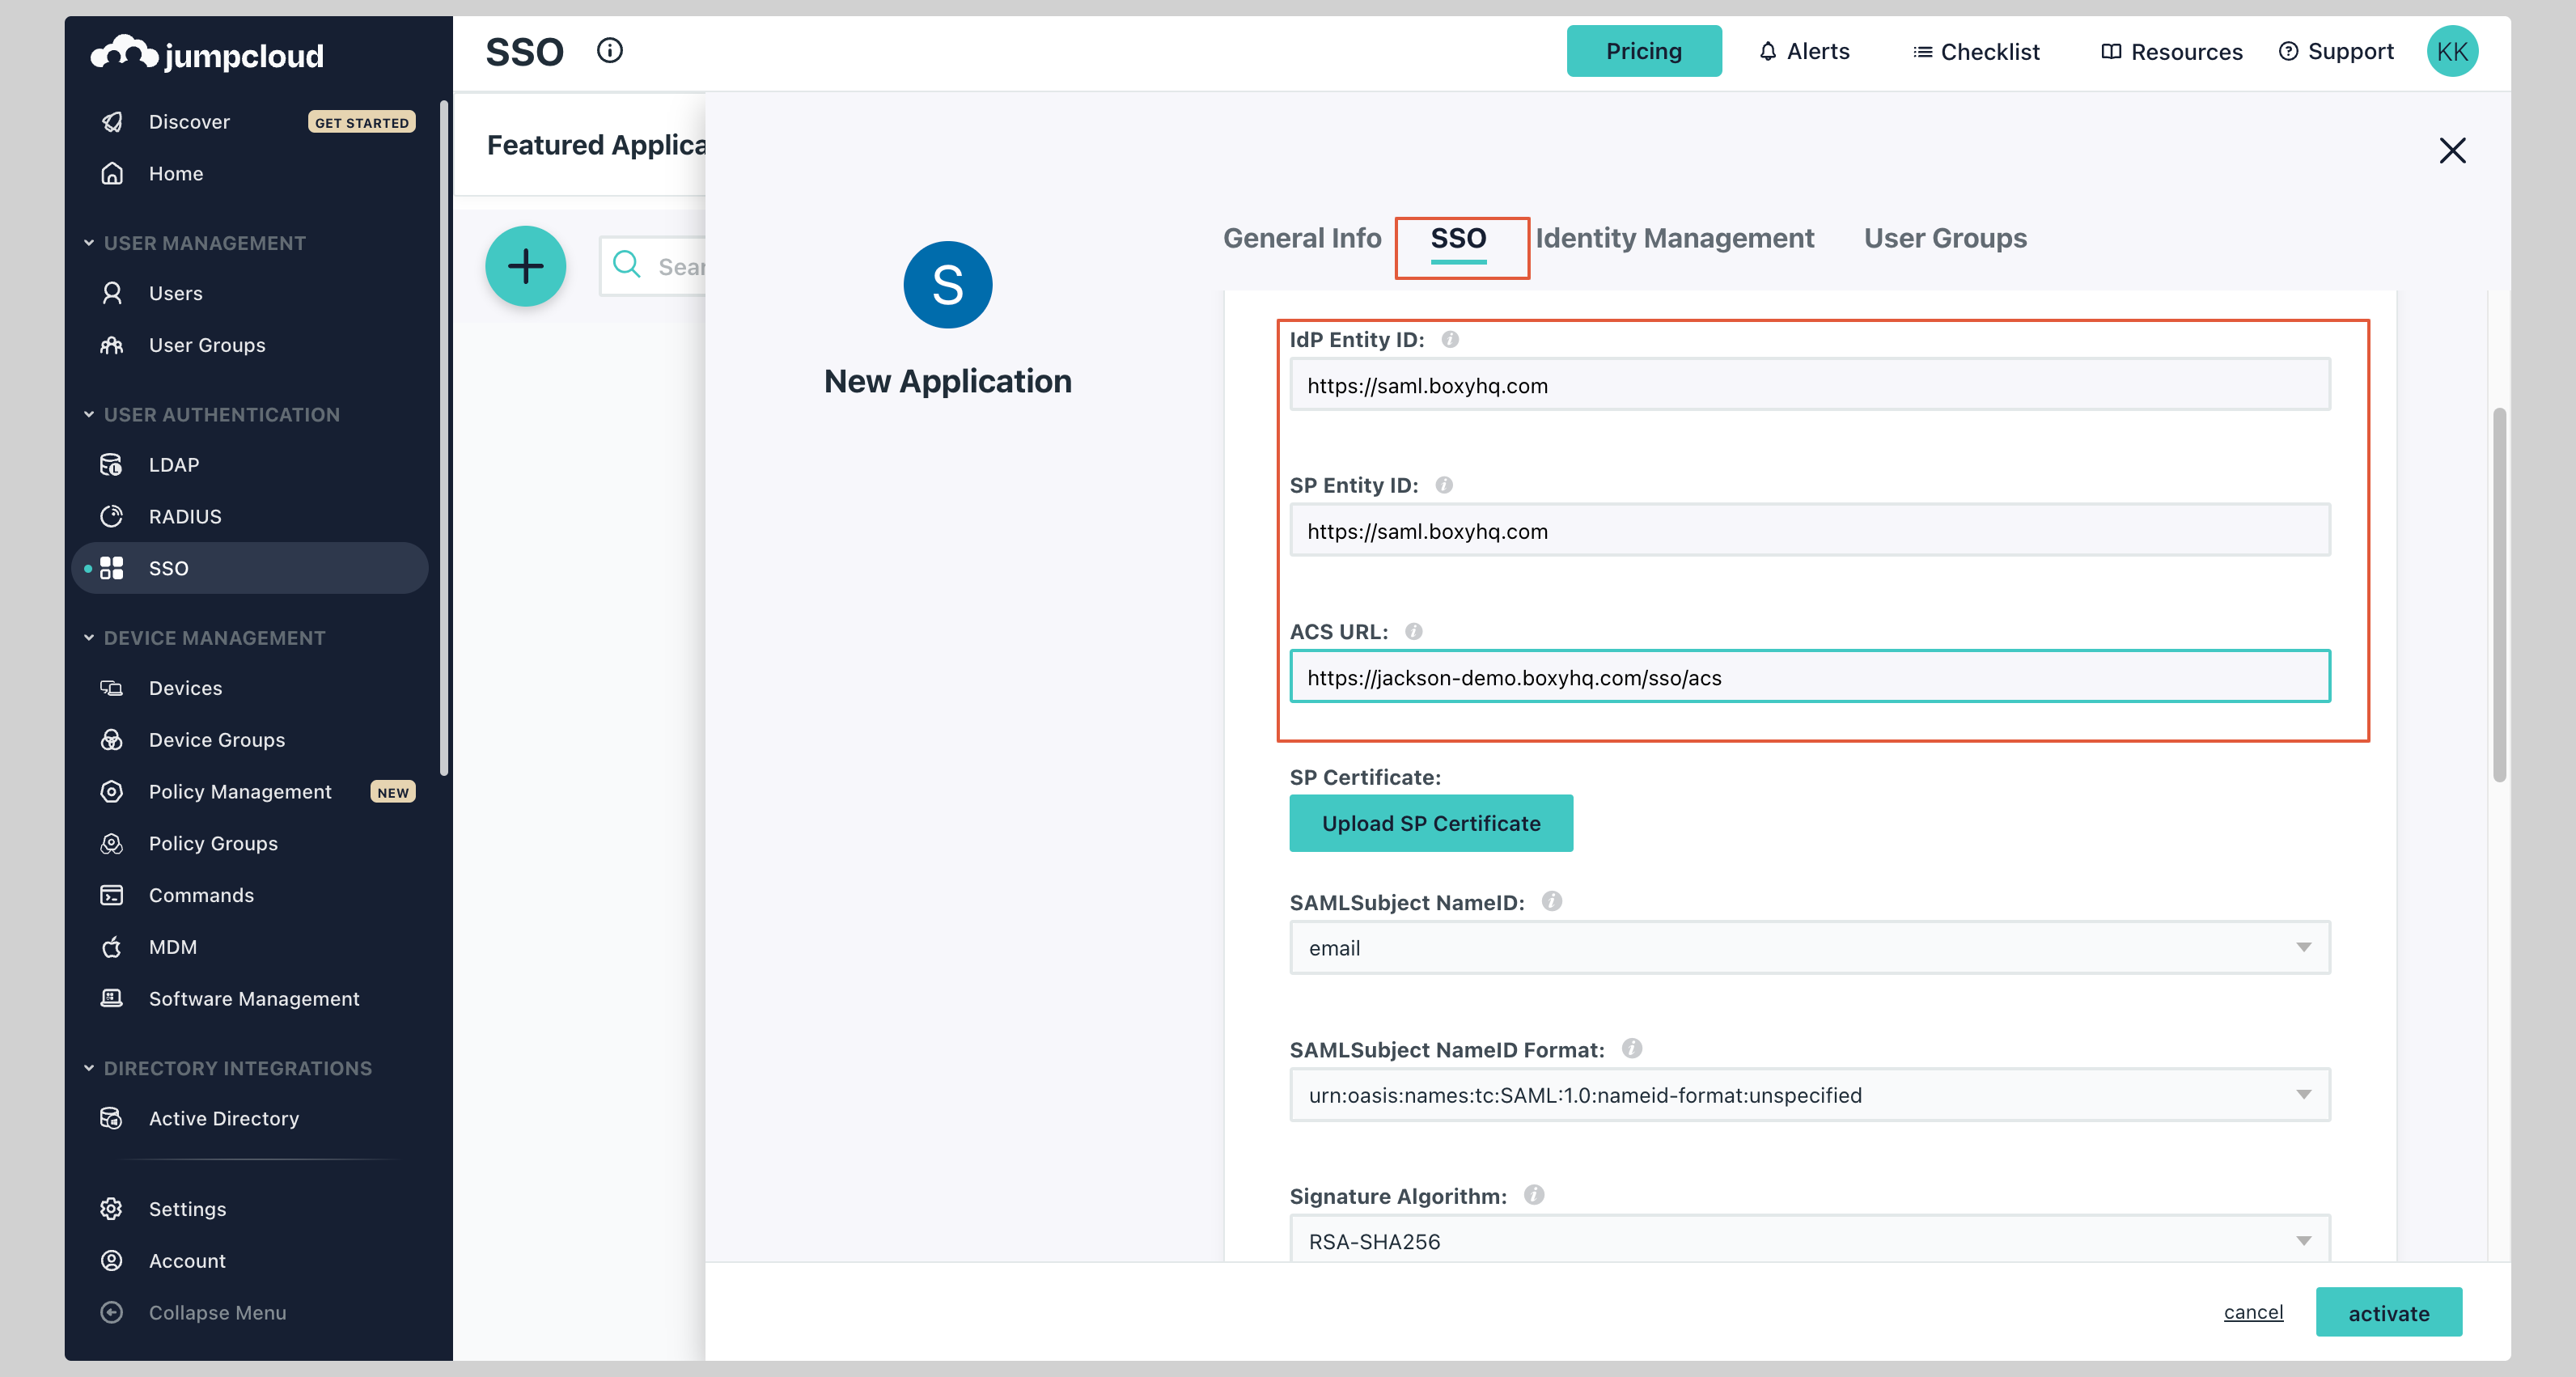 jumpcloud
Discover
GET STARTED
Home
USER MANAGEMENT
Users
User Groups
USER AUTHENTICATION
LDAP
RADIUS
SSO
DEVICE MANAGEMENT
Devices
Device Groups
Policy Management
NEW
Policy Groups
Commands
MDM
Software Management
DIRECTORY INTEGRATIONS
Active Directory
Settings
Account
Collapse Menu
SSO
Pricing
Alerts
Checklist
Resources
Support
KK
Featured Applica
Sear
S
New Application
General Info
SSO
Identity Management
User Groups
IdP Entity ID:
https://saml.boxyhq.com
SP Entity ID:
https://saml.boxyhq.com
ACS URL:
https://jackson-demo.boxyhq.com/sso/acs
SP Certificate:
Upload SP Certificate
SAMLSubject NameID:
email
SAMLSubject NameID Format:
urn:oasis:names:tc:SAML:1.0:nameid-format:unspecified
Signature Algorithm:
RSA-SHA256
cancel
activate